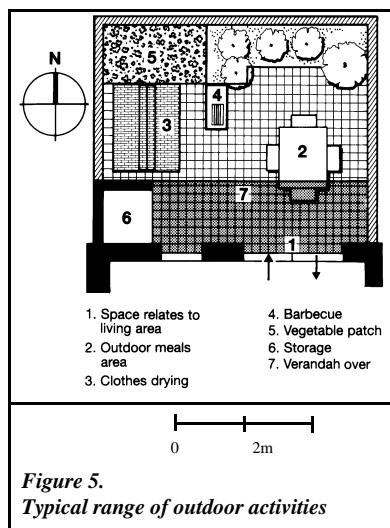 N
5
4
3
2
7
6
1
1. Space relates to
living area
2. Outdoor meals
area
3. Clothes drying
4. Barbecue
5. Vegetable patch
6. Storage
7. Verandah over
0 2m
Figure 5.
Typical range of outdoor activities